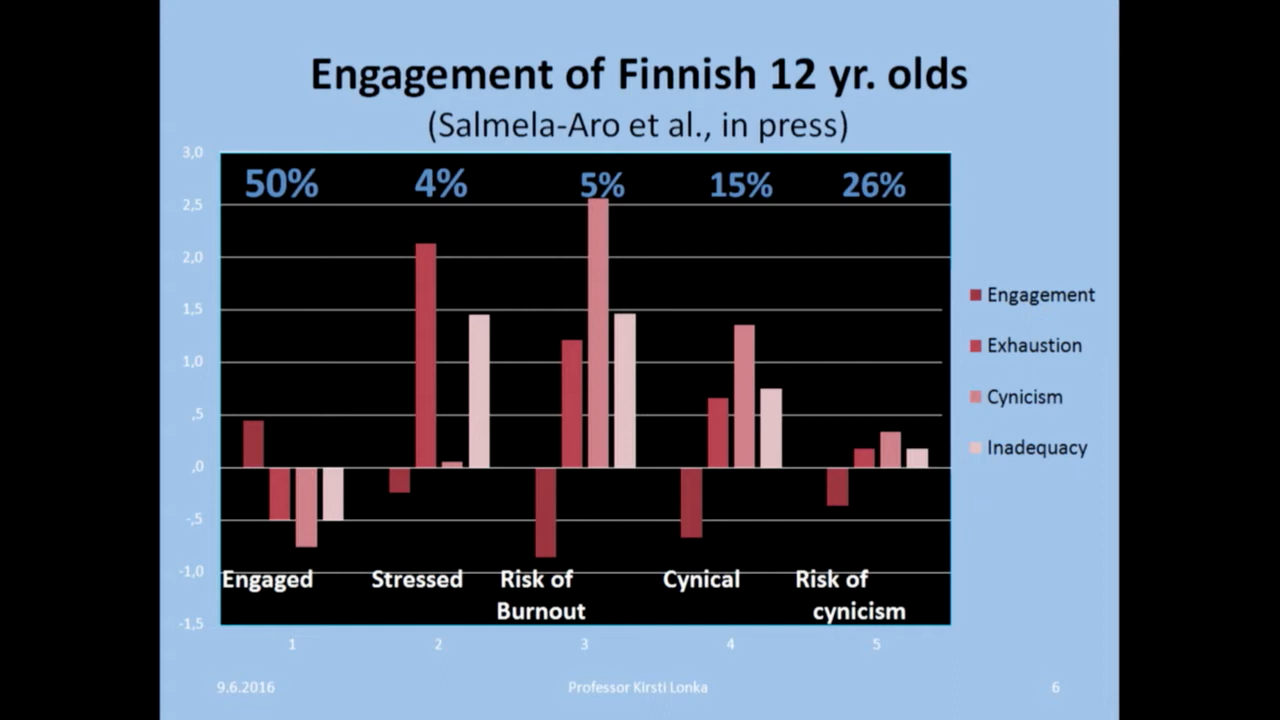 Engagement of Finnish 12 yr. olds
(Salmela-Aro et al., in press)
3,0
2,5
2,0
1,5
1,0
,5
,0
-,5
-1,0
-1,5
50% 4% 5% 15% 26%
Engagement
Exhaustion
Cynicism
Inadequacy
Engaged Stressed Risk of Cynical Risk of
Burnout cynicism
1 2 3 4 5
9.6.2016 Professor Kirsti Lonka 6